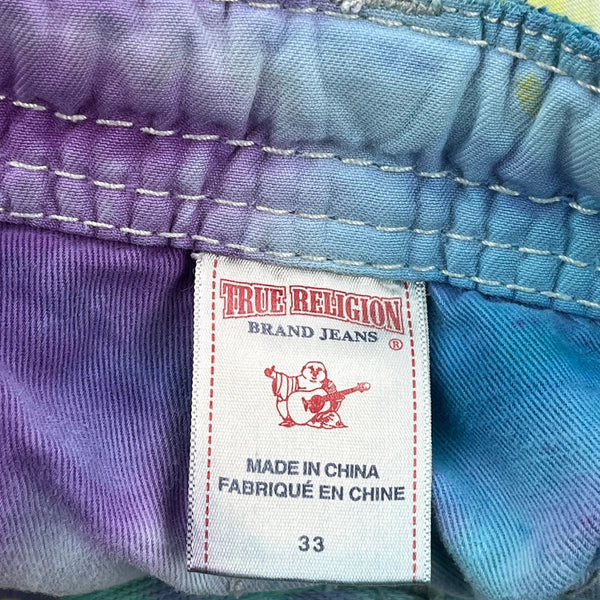 TRUE RELIGION
BRAND JEANS ®
MADE IN CHINA
FABRIQUÉ EN CHINE
33